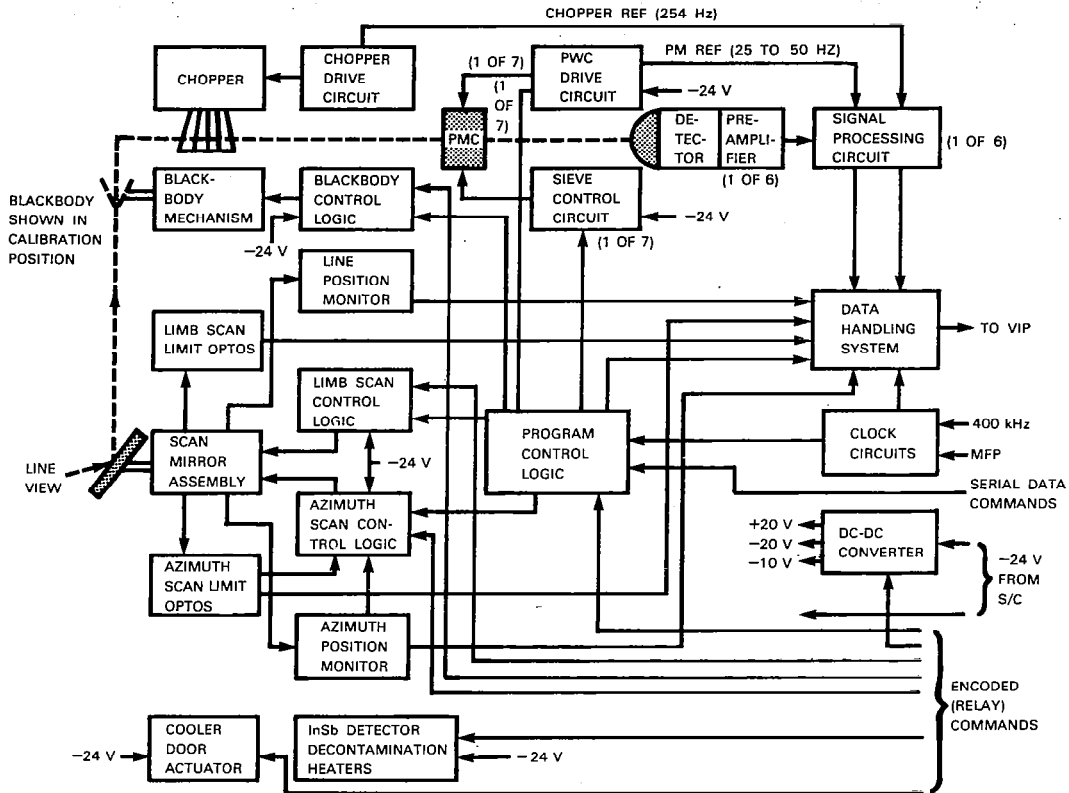 CHOPPER REF (254 Hz)
CHOPPER
CHOPPER
DRIVE
CIRCUIT
(1 OF 7)
(1
OF
7)
PWC
DRIVE
CIRCUIT
PM REF (25 TO 50 HZ)
−24 V
PMC
DE-
TEC-
TOR
PRE-
AMPLI-
FIER
(1 OF 6)
SIGNAL
PROCESSING
CIRCUIT
(1 OF 6)
BLACKBODY
SHOWN IN
CALIBRATION
POSITION
BLACK-
BODY
MECHANISM
BLACKBODY
CONTROL
LOGIC
−24 V
SIEVE
CONTROL
CIRCUIT
−24 V
(1 OF 7)
LINE
POSITION
MONITOR
LIMB SCAN
LIMIT OPTOS
DATA
HANDLING
SYSTEM
TO VIP
LIMB SCAN
CONTROL
LOGIC
−24 V
LINE
VIEW
SCAN
MIRROR
ASSEMBLY
PROGRAM
CONTROL
LOGIC
CLOCK
CIRCUITS
400 kHz
MFP
SERIAL DATA
COMMANDS
AZIMUTH
SCAN CON-
TROL LOGIC
AZIMUTH
SCAN LIMIT
OPTOS
+20 V
−20 V
−10 V
DC-DC
CONVERTER
−24 V
FROM
S/C
AZIMUTH
POSITION
MONITOR
ENCODED
(RELAY)
COMMANDS
−24 V
COOLER
DOOR
ACTUATOR
InSb DETECTOR
DECONTAMINATION
HEATERS
−24 V